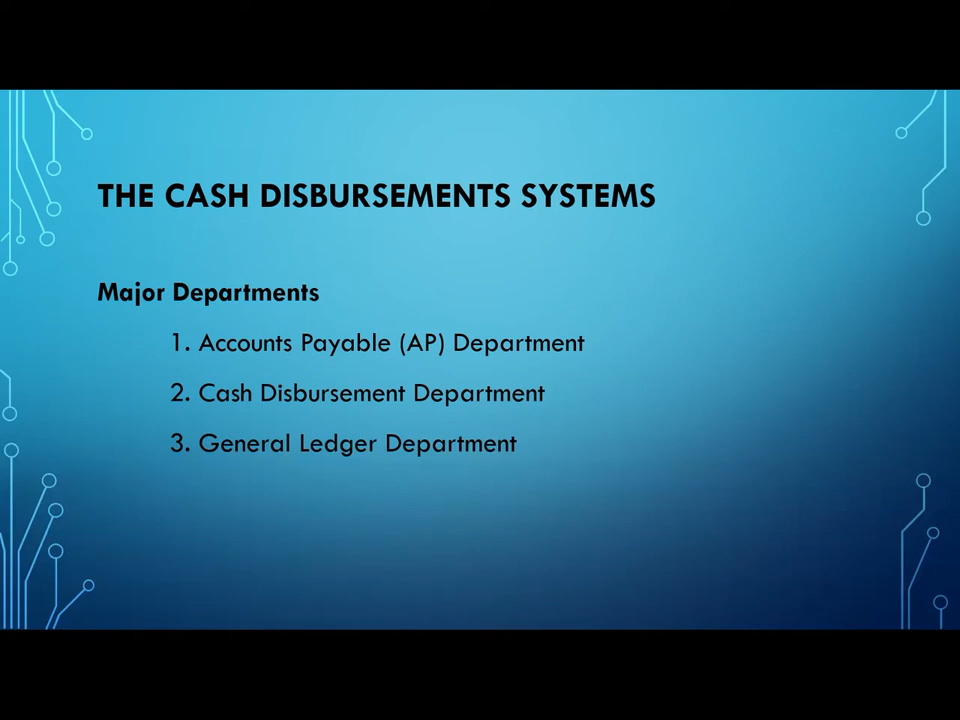 THE CASH DISBURSEMENTS SYSTEMS
Major Departments
1. Accounts Payable (AP) Department
2. Cash Disbursement Department
3. General Ledger Department